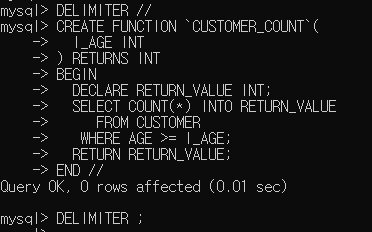 mysql> DELIMITER //
mysql> CREATE FUNCTION `CUSTOMER_COUNT`(
    ->   I_AGE INT
    -> ) RETURNS INT
    -> BEGIN
    ->   DECLARE RETURN_VALUE INT;
    ->   SELECT COUNT(*) INTO RETURN_VALUE
    ->      FROM CUSTOMER
    ->    WHERE AGE >= I_AGE;
    ->   RETURN RETURN_VALUE;
    -> END //
Query OK, 0 rows affected (0.01 sec)

mysql> DELIMITER ;